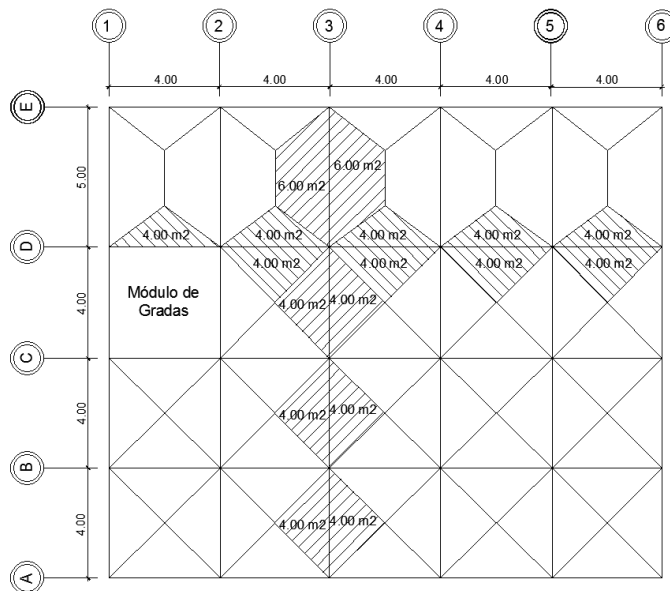 1 2 3 4 5 6
4.00 4.00 4.00 4.00 4.00
E
5.00
6.00 m2
6.00 m2
4.00 m2 4.00 m2 4.00 m2 4.00 m2 4.00 m2
D
4.00 m2 4.00 m2 4.00 m2 4.00 m2
4.00
Módulo de
Gradas
4.00 m2 4.00 m2
C
4.00
4.00 m2 4.00 m2
B
4.00
4.00 m2 4.00 m2
A